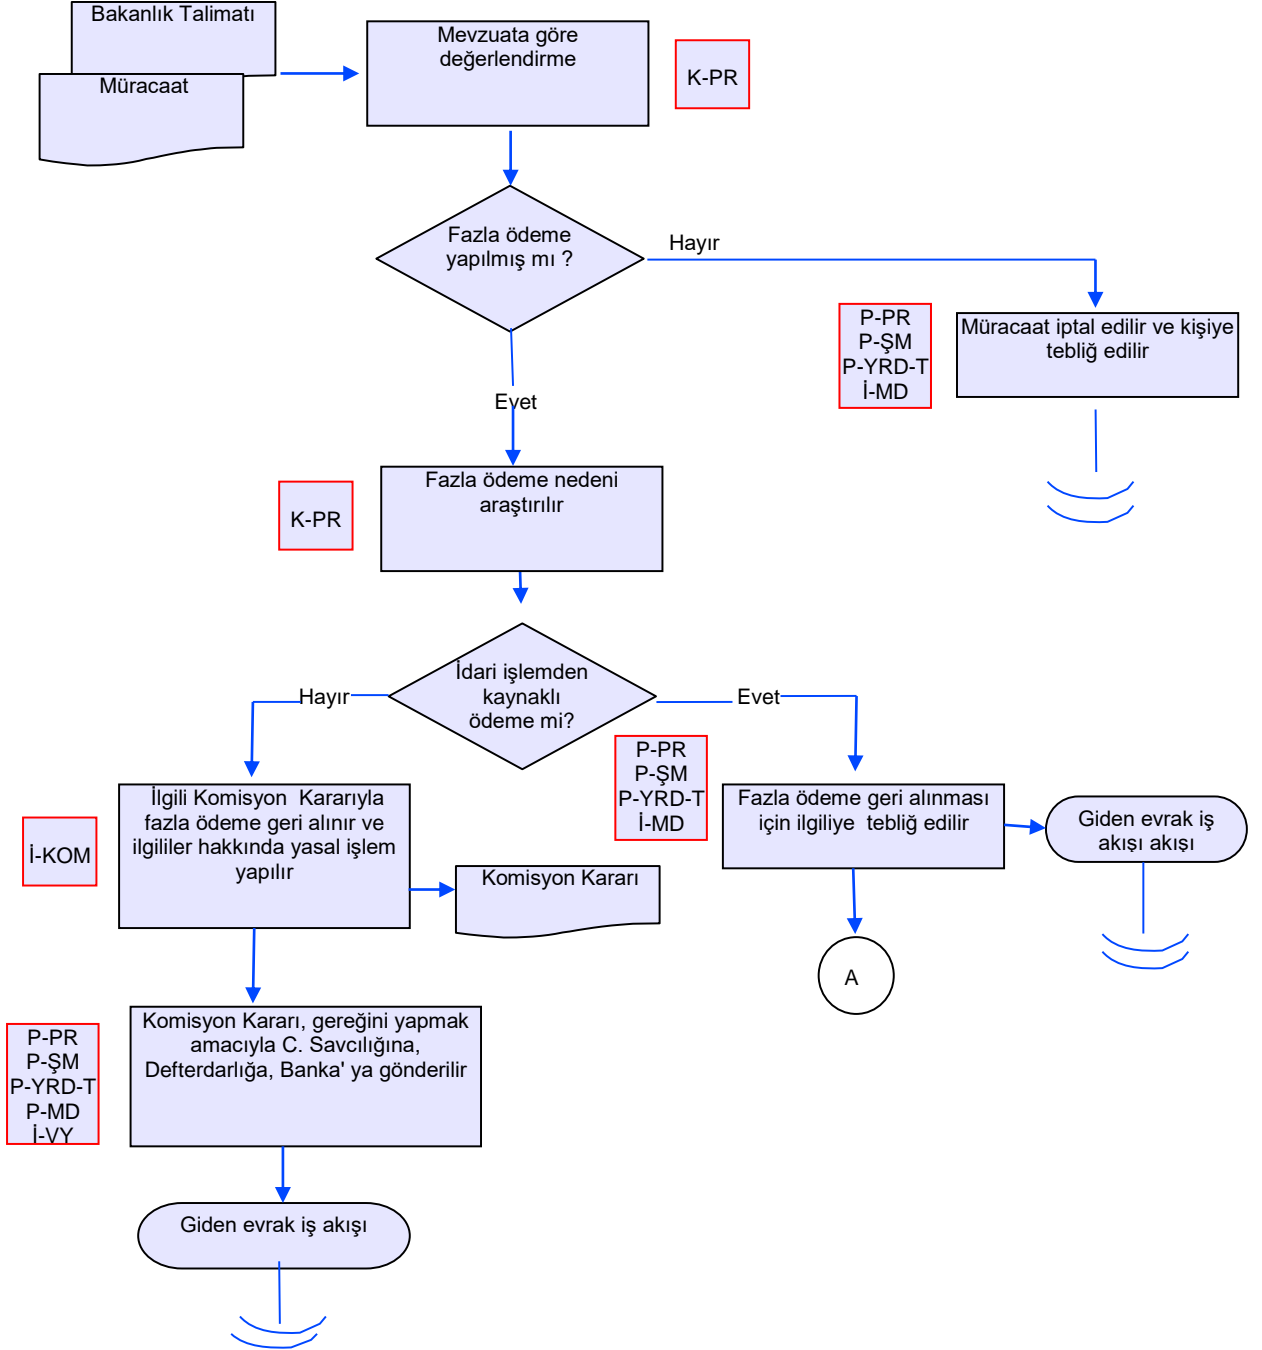 Bakanlık Talimatı
Müracaat
Mevzuata göre
değerlendirme
K-PR
Fazla ödeme
yapılmış mı ?
Hayır
P-PR
P-ŞM
P-YRD-T
İ-MD
Müracaat iptal edilir ve kişiye
tebliğ edilir
Evet
K-PR
Fazla ödeme nedeni
araştırılır
İdari işlemden
kaynaklı
ödeme mi?
Hayır
Evet
P-PR
P-ŞM
P-YRD-T
İ-MD
İ-KOM
İlgili Komisyon Kararıyla
fazla ödeme geri alınır ve
ilgililer hakkında yasal işlem
yapılır
Komisyon Kararı
Fazla ödeme geri alınması
için ilgiliye tebliğ edilir
Giden evrak iş
akışı akışı
A
P-PR
P-ŞM
P-YRD-T
P-MD
İ-VY
Komisyon Kararı, gereğini yapmak
amacıyla C. Savcılığına,
Defterdarlığa, Banka' ya gönderilir
Giden evrak iş akışı